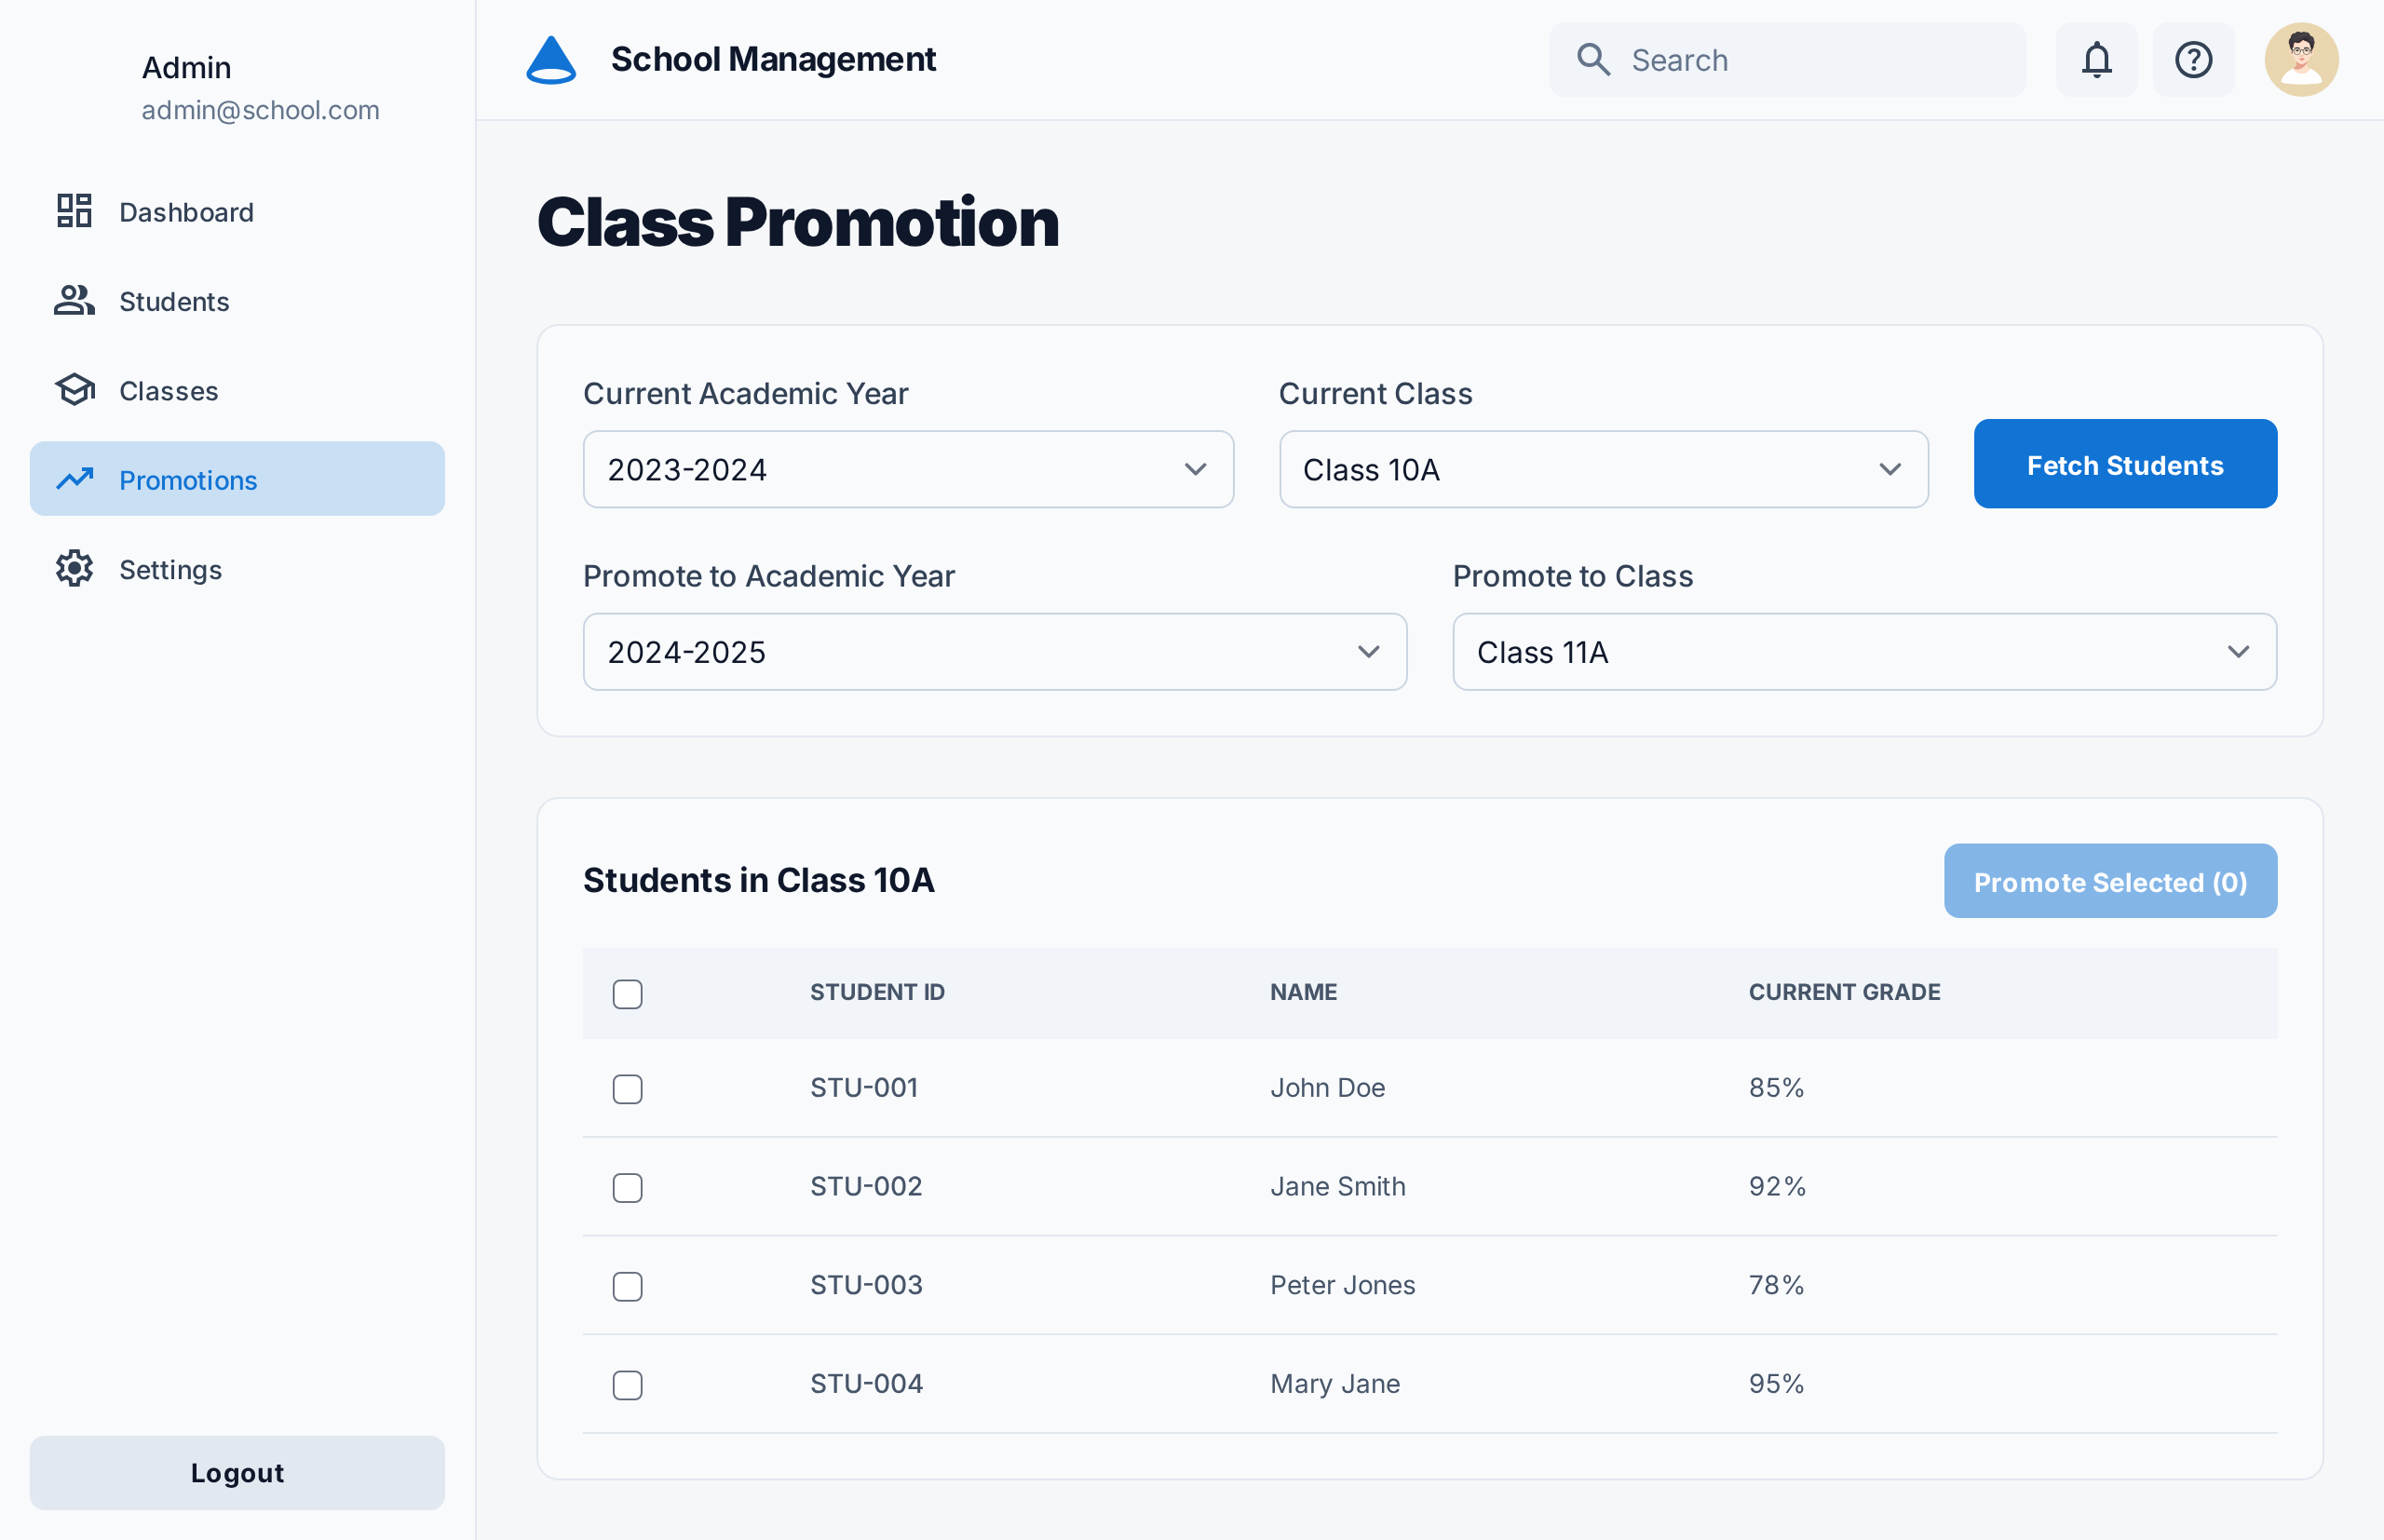 Admin
admin@school.com
Dashboard
Students
Classes
Promotions
Settings
Logout
School Management
Search
Class Promotion
Current Academic Year
Current Class
2023-2024
Class 10A
Fetch Students
Promote to Academic Year
Promote to Class
2024-2025
Class 11A
Students in Class 10A
Promote Selected (0)
STUDENT ID NAME CURRENT GRADE
STU-001 John Doe 85%
STU-002 Jane Smith 92%
STU-003 Peter Jones 78%
STU-004 Mary Jane 95%